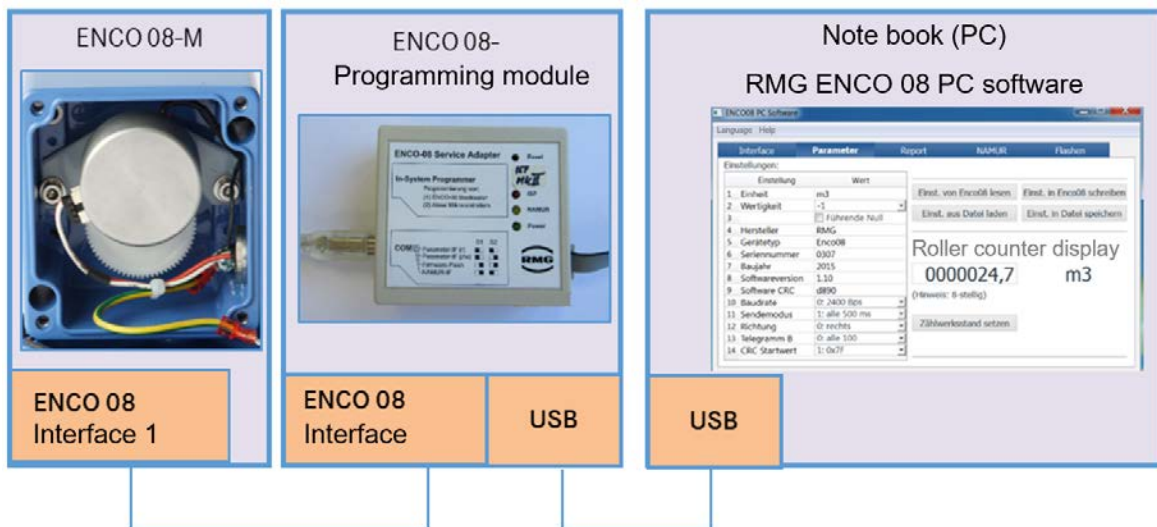 ENCO 08-M
ENCO 08 
Interface 1
ENCO 08-
Programming module
ENCO-08 Service Adapter
In-System Programmer
Reset
ISP
NAMUR
Power
RMG
ENCO 08
Interface
USB
Note book (PC)
RMG ENCO 08 PC software
ENCO08 PC Software
Language Help
Interface Parameter Report NAMUR Flashen
Einstellungen:
Einstellung Wert
1 Einheit m3
2 Wertigkeit -1
3 Führende Null
4 Hersteller RMG
5 Gerätetyp Enco08
6 Seriennummer 0307
7 Baujahr 2015
8 Softwareversion 1.10
9 Software CRC d890
10 Baudrate 0: 2400 Bps
11 Sendemodus 1: alle 500 ms
12 Richtung 0: rechts
13 Telegramm B 0: alle 100
14 CRC Startwert 1: 0x7F
Einst. von Enco08 lesen Einst. in Enco08 schreiben
Einst. aus Datei laden Einst. in Datei speichern
Roller counter display
0000024,7 m3
(Hinweis: 8-stellig)
Zählwerksstand setzen
USB